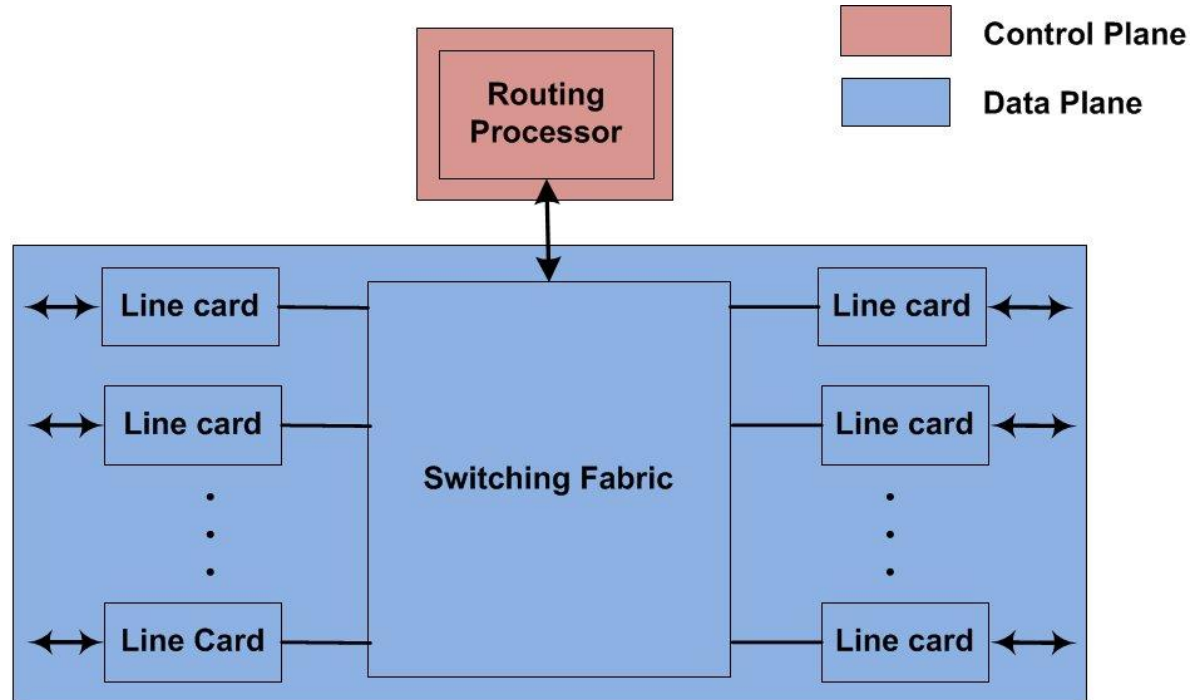 Control Plane
Routing
Processor
Data Plane
Line card
Line card
Line card
Line card
Switching Fabric
Line Card
Line card